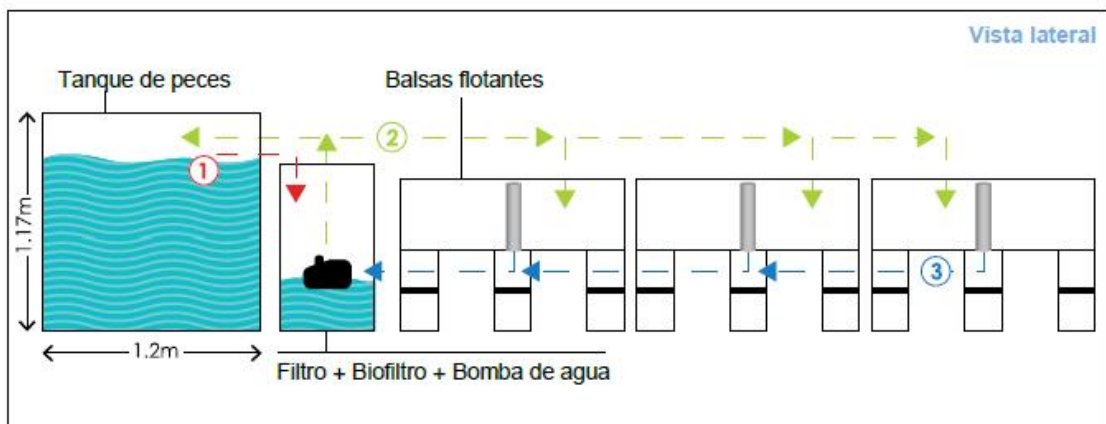 Vista lateral
Tanque de peces
Balsas flotantes
2
1
1.17m
3
1.2m
Filtro + Biofiltro + Bomba de agua